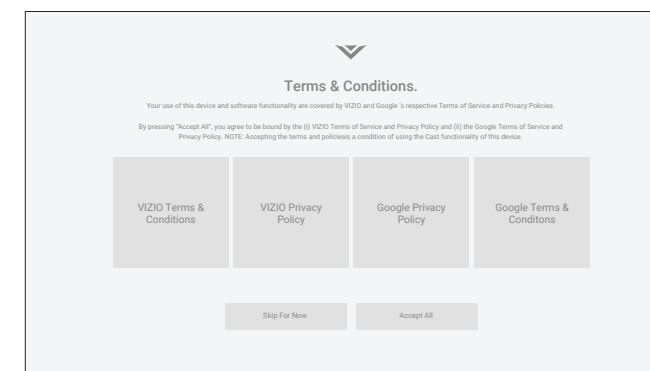 Terms & Conditions.
Your use of this device and software functionality are covered by VIZIO and Google 's respective Terms of Service and Privacy Policies.
By pressing "Accept All", you agree to be bound by the (i) VIZIO Terms of Service and Privacy Policy and (ii) the Google Terms of Service and
Privacy Policy. NOTE: Accepting the terms and policiesis a condition of using the Cast functionality of this device.
VIZIO Terms &
Conditions
VIZIO Privacy
Policy
Google Privacy
Policy
Google Terms &
Conditons
Skip For Now
Accept All